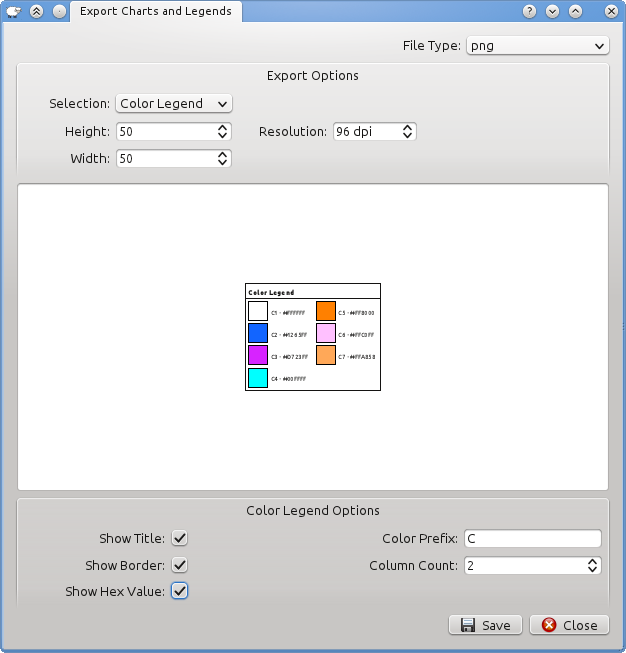 Export Charts and Legends
File Type: png
Export Options
Selection: Color Legend
Height: 50
Resolution: 96 dpi
Width: 50
Color Legend
C1 - #FFFFFF
C5 - #FF8000
C2 - #1265FF
C6 - #FFC0FF
C3 - #D723FF
C7 - #FFA858
C4 - #00FFFF
Color Legend Options
Show Title:
Color Prefix: C
Show Border:
Column Count: 2
Show Hex Value:
Save
Close